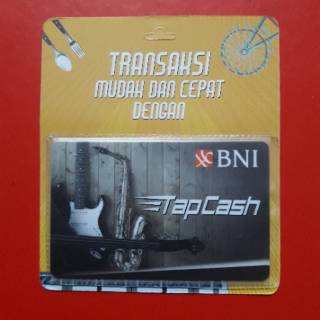 TRANSAKSI
MUDAH DAN CEPAT
DENGAN
BNI
TapCash